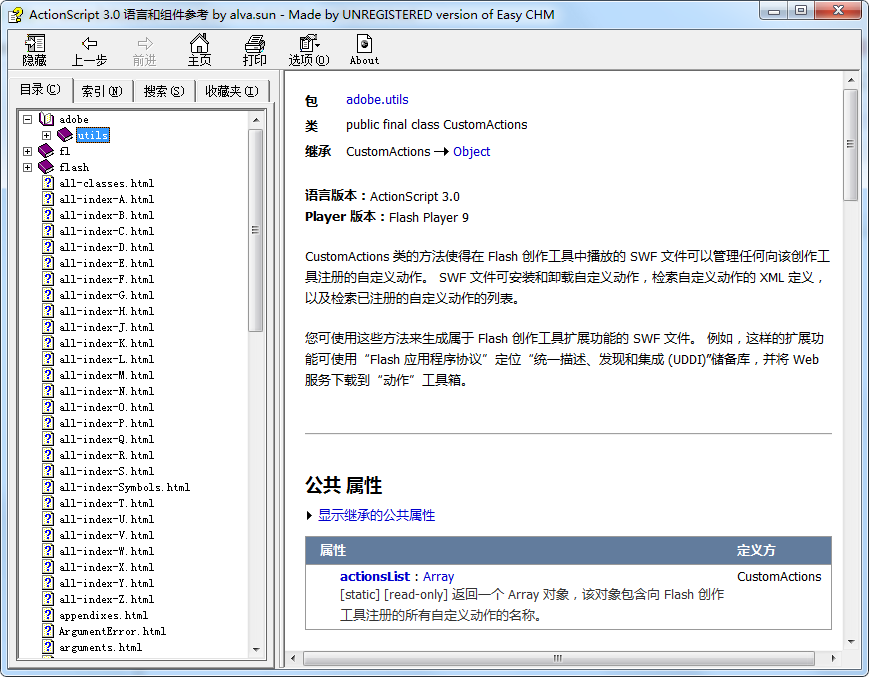 ActionScript 3.0 语言和组件参考 by alva.sun - Made by UNREGISTERED version of Easy CHM
隐藏 上一步 前进 主页 打印 选项(O) About
目录(C) 索引(N) 搜索(S) 收藏夹(I)
adobe
utils
fl
flash
all-classes.html
all-index-A.html
all-index-B.html
all-index-C.html
all-index-D.html
all-index-E.html
all-index-F.html
all-index-G.html
all-index-H.html
all-index-J.html
all-index-K.html
all-index-L.html
all-index-M.html
all-index-N.html
all-index-O.html
all-index-P.html
all-index-Q.html
all-index-R.html
all-index-S.html
all-index-Symbols.html
all-index-T.html
all-index-U.html
all-index-V.html
all-index-W.html
all-index-X.html
all-index-Y.html
all-index-Z.html
appendixes.html
ArgumentError.html
arguments.html
包 adobe.utils
类 public final class CustomActions
继承 CustomActions → Object
语言版本：ActionScript 3.0
Player 版本：Flash Player 9
CustomActions 类的方法使得在 Flash 创作工具中播放的 SWF 文件可以管理任何向该创作工
具注册的自定义动作。 SWF 文件可安装和卸载自定义动作，检索自定义动作的 XML 定义，
以及检索已注册的自定义动作的列表。
您可使用这些方法来生成属于 Flash 创作工具扩展功能的 SWF 文件。 例如，这样的扩展功
能可使用“Flash 应用程序协议”定位“统一描述、发现和集成 (UDDI)”储备库，并将 Web
服务下载到“动作”工具箱。
公共 属性
显示继承的公共属性
属性 定义方
actionsList : Array CustomActions
[static] [read-only] 返回一个 Array 对象，该对象包含向 Flash 创作
工具注册的所有自定义动作的名称。